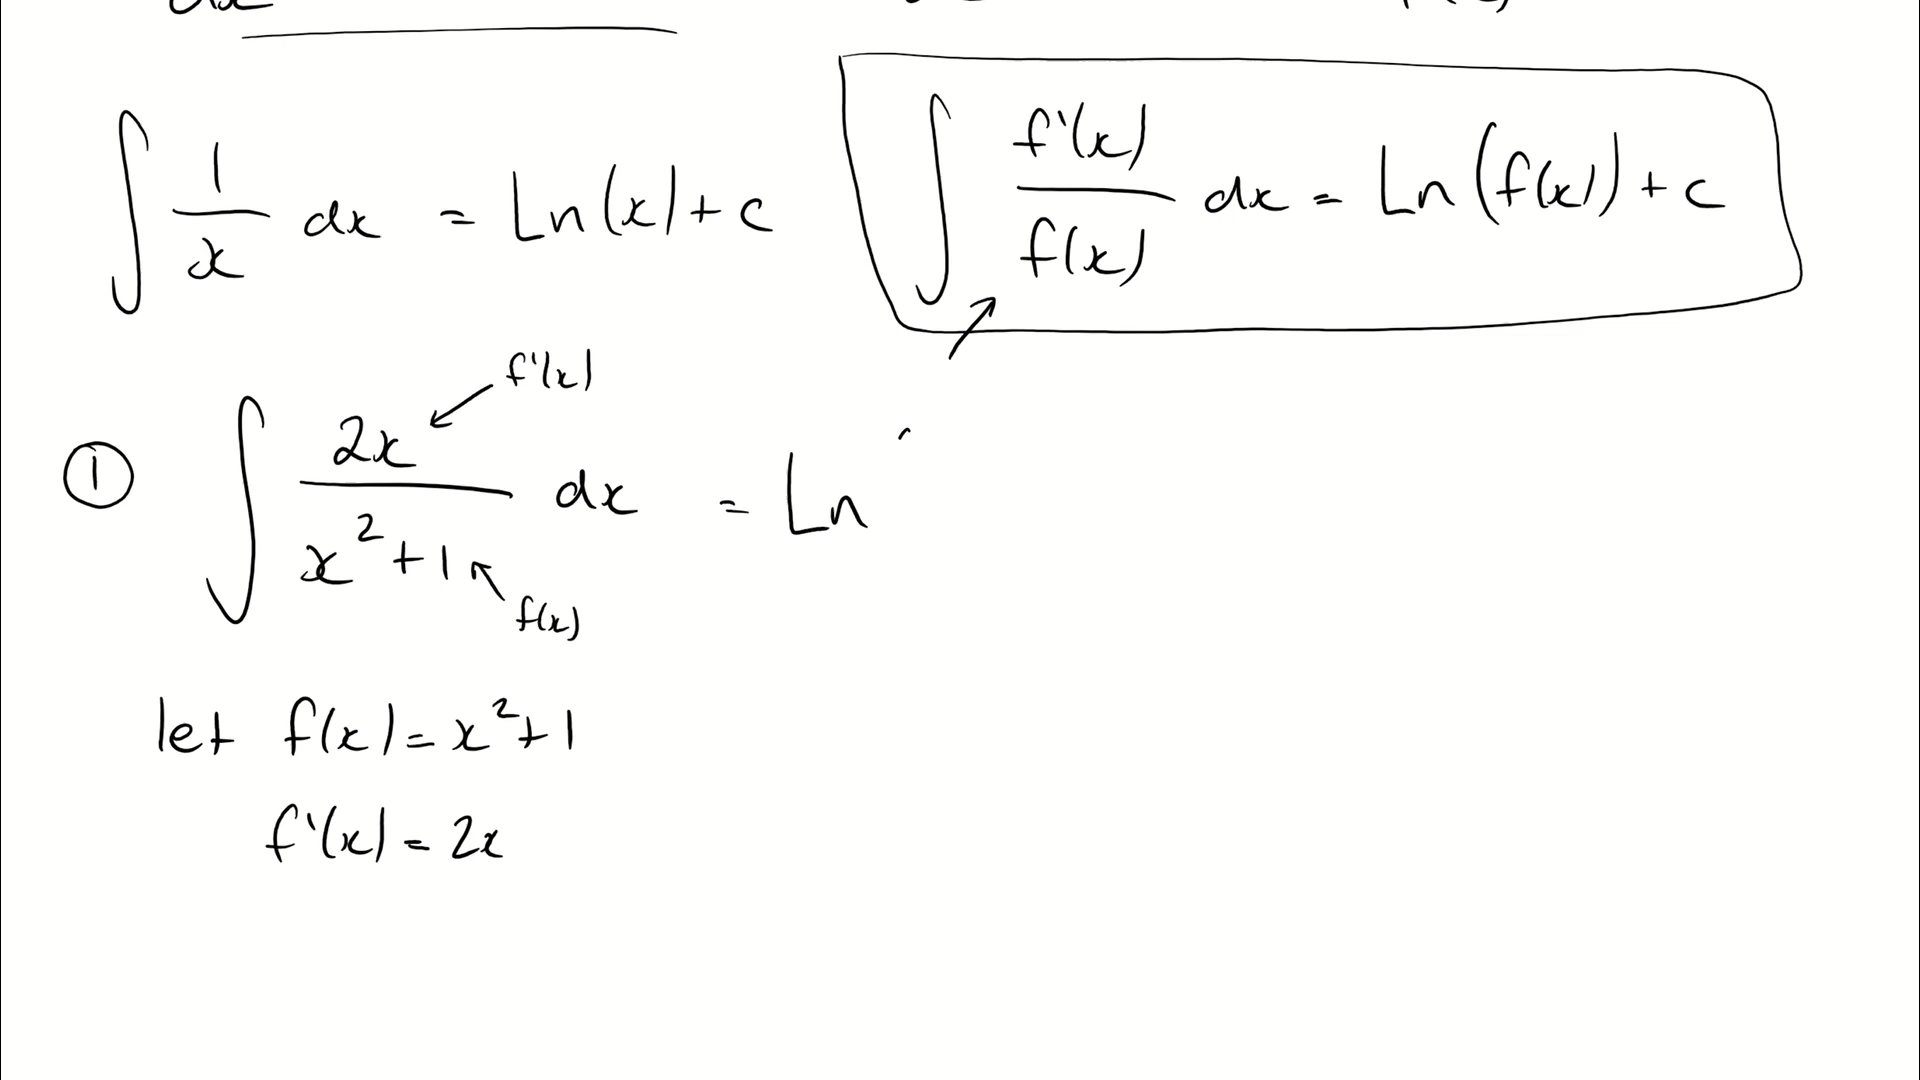 ∫ 1/x dx = Ln(x) + c
∫ f'(x)/f(x) dx = Ln(f(x)) + c
f'(x)
① ∫ 2x/(x²+1) dx = Ln
f(x)
let f(x) = x²+1
f'(x) = 2x